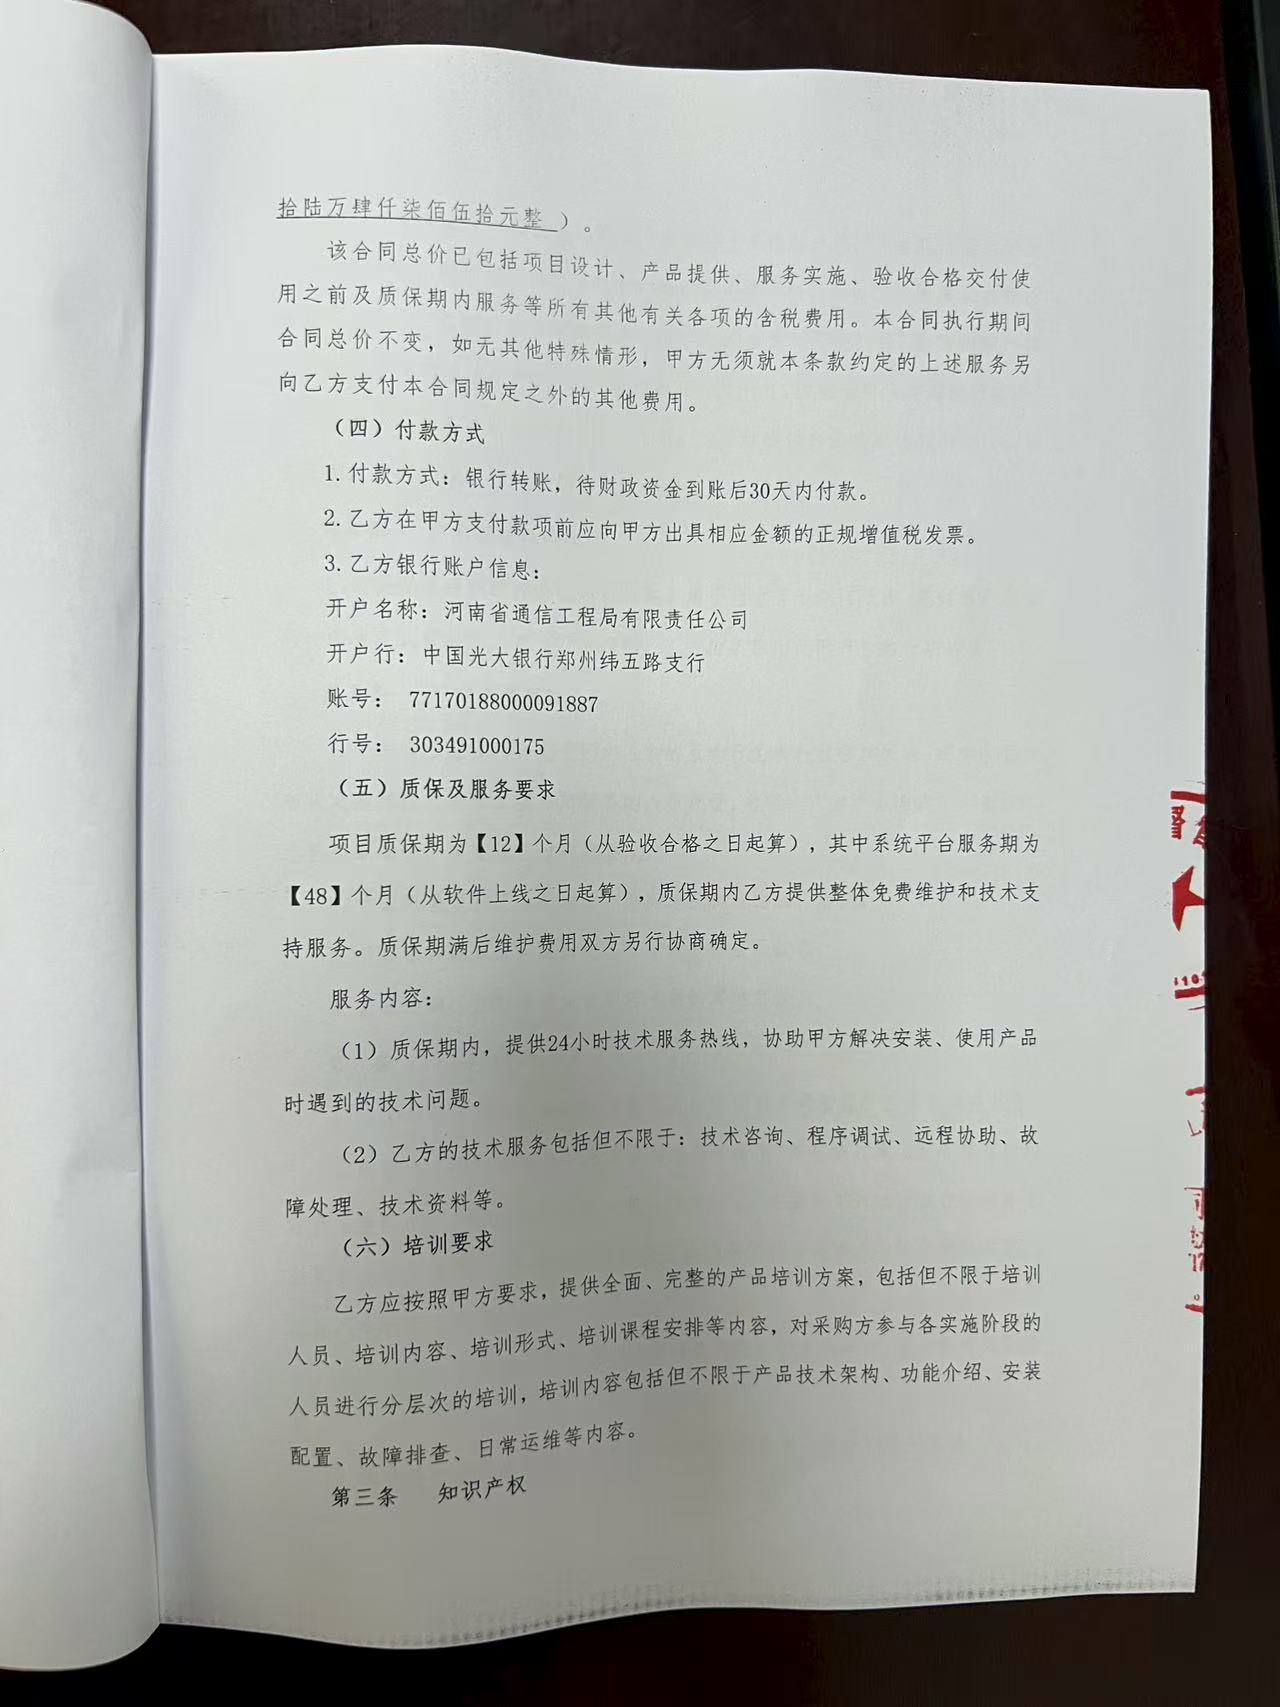 拾陆万肆仟柒佰伍拾元整 ）。
该合同总价已包括项目设计、产品提供、服务实施、验收合格交付使
用之前及质保期内服务等所有其他有关各项的含税费用。本合同执行期间
合同总价不变，如无其他特殊情形，甲方无须就本条款约定的上述服务另
向乙方支付本合同规定之外的其他费用。
（四）付款方式
1.付款方式：银行转账，待财政资金到账后30天内付款。
2.乙方在甲方支付款项前应向甲方出具相应金额的正规增值税发票。
3.乙方银行账户信息：
开户名称：河南省通信工程局有限责任公司
开户行：中国光大银行郑州纬五路支行
账号： 77170188000091887
行号： 303491000175
（五）质保及服务要求
项目质保期为【12】个月（从验收合格之日起算），其中系统平台服务期为
【48】个月（从软件上线之日起算），质保期内乙方提供整体免费维护和技术支
持服务。质保期满后维护费用双方另行协商确定。
服务内容：
（1）质保期内，提供24小时技术服务热线，协助甲方解决安装、使用产品
时遇到的技术问题。
（2）乙方的技术服务包括但不限于：技术咨询、程序调试、远程协助、故
障处理、技术资料等。
（六）培训要求
乙方应按照甲方要求，提供全面、完整的产品培训方案，包括但不限于培训
人员、培训内容、培训形式、培训课程安排等内容，对采购方参与各实施阶段的
人员进行分层次的培训，培训内容包括但不限于产品技术架构、功能介绍、安装
配置、故障排查、日常运维等内容。
第三条 知识产权